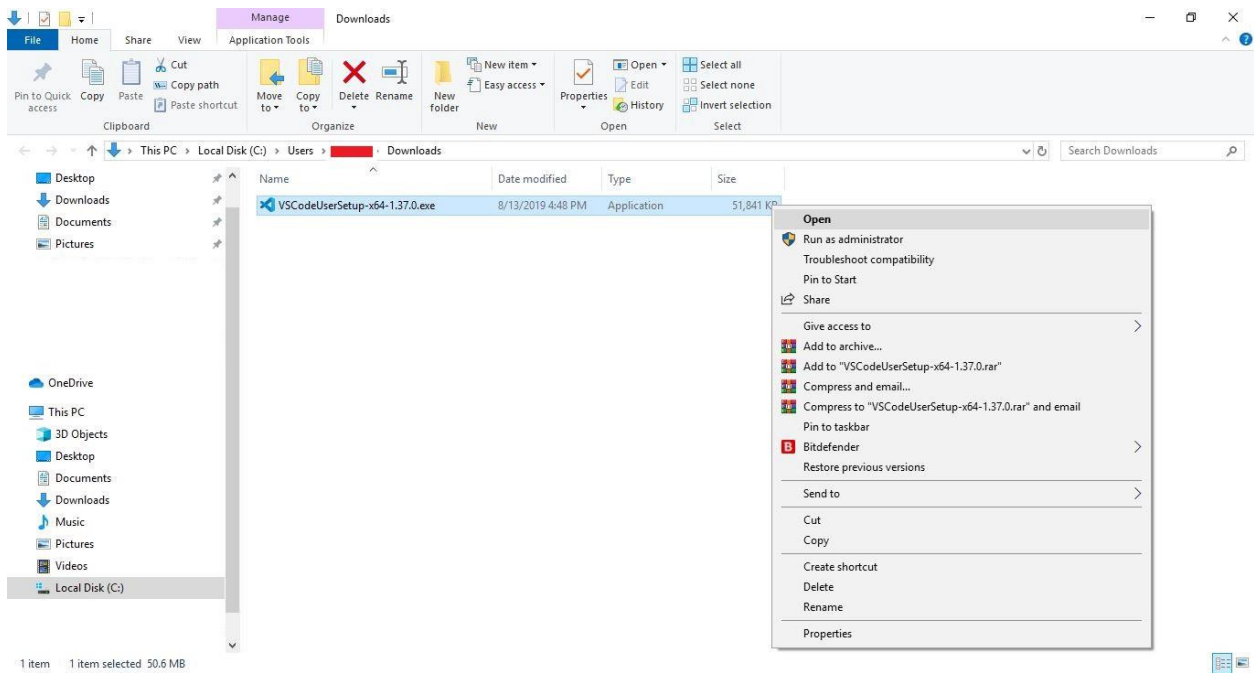 Manage
Downloads
File Home Share View Application Tools
Pin to Quick access
Copy
Paste
Cut
Copy path
Paste shortcut
Clipboard
Move to
Copy to
Delete
Rename
Organize
New folder
New item
Easy access
New
Properties
Open
Edit
History
Open
Select all
Select none
Invert selection
Select
This PC > Local Disk (C:) > Users > Downloads
Search Downloads
Desktop
Downloads
Documents
Pictures
OneDrive
This PC
3D Objects
Desktop
Documents
Downloads
Music
Pictures
Videos
Local Disk (C:)
Name Date modified Type Size
VSCodeUserSetup-x64-1.37.0.exe 8/13/2019 4:48 PM Application 51,841 KB
Open
Run as administrator
Troubleshoot compatibility
Pin to Start
Share
Give access to
Add to archive...
Add to "VSCodeUserSetup-x64-1.37.0.rar"
Compress and email...
Compress to "VSCodeUserSetup-x64-1.37.0.rar" and email
Pin to taskbar
B Bitdefender
Restore previous versions
Send to
Cut
Copy
Create shortcut
Delete
Rename
Properties
1 item 1 item selected 50.6 MB